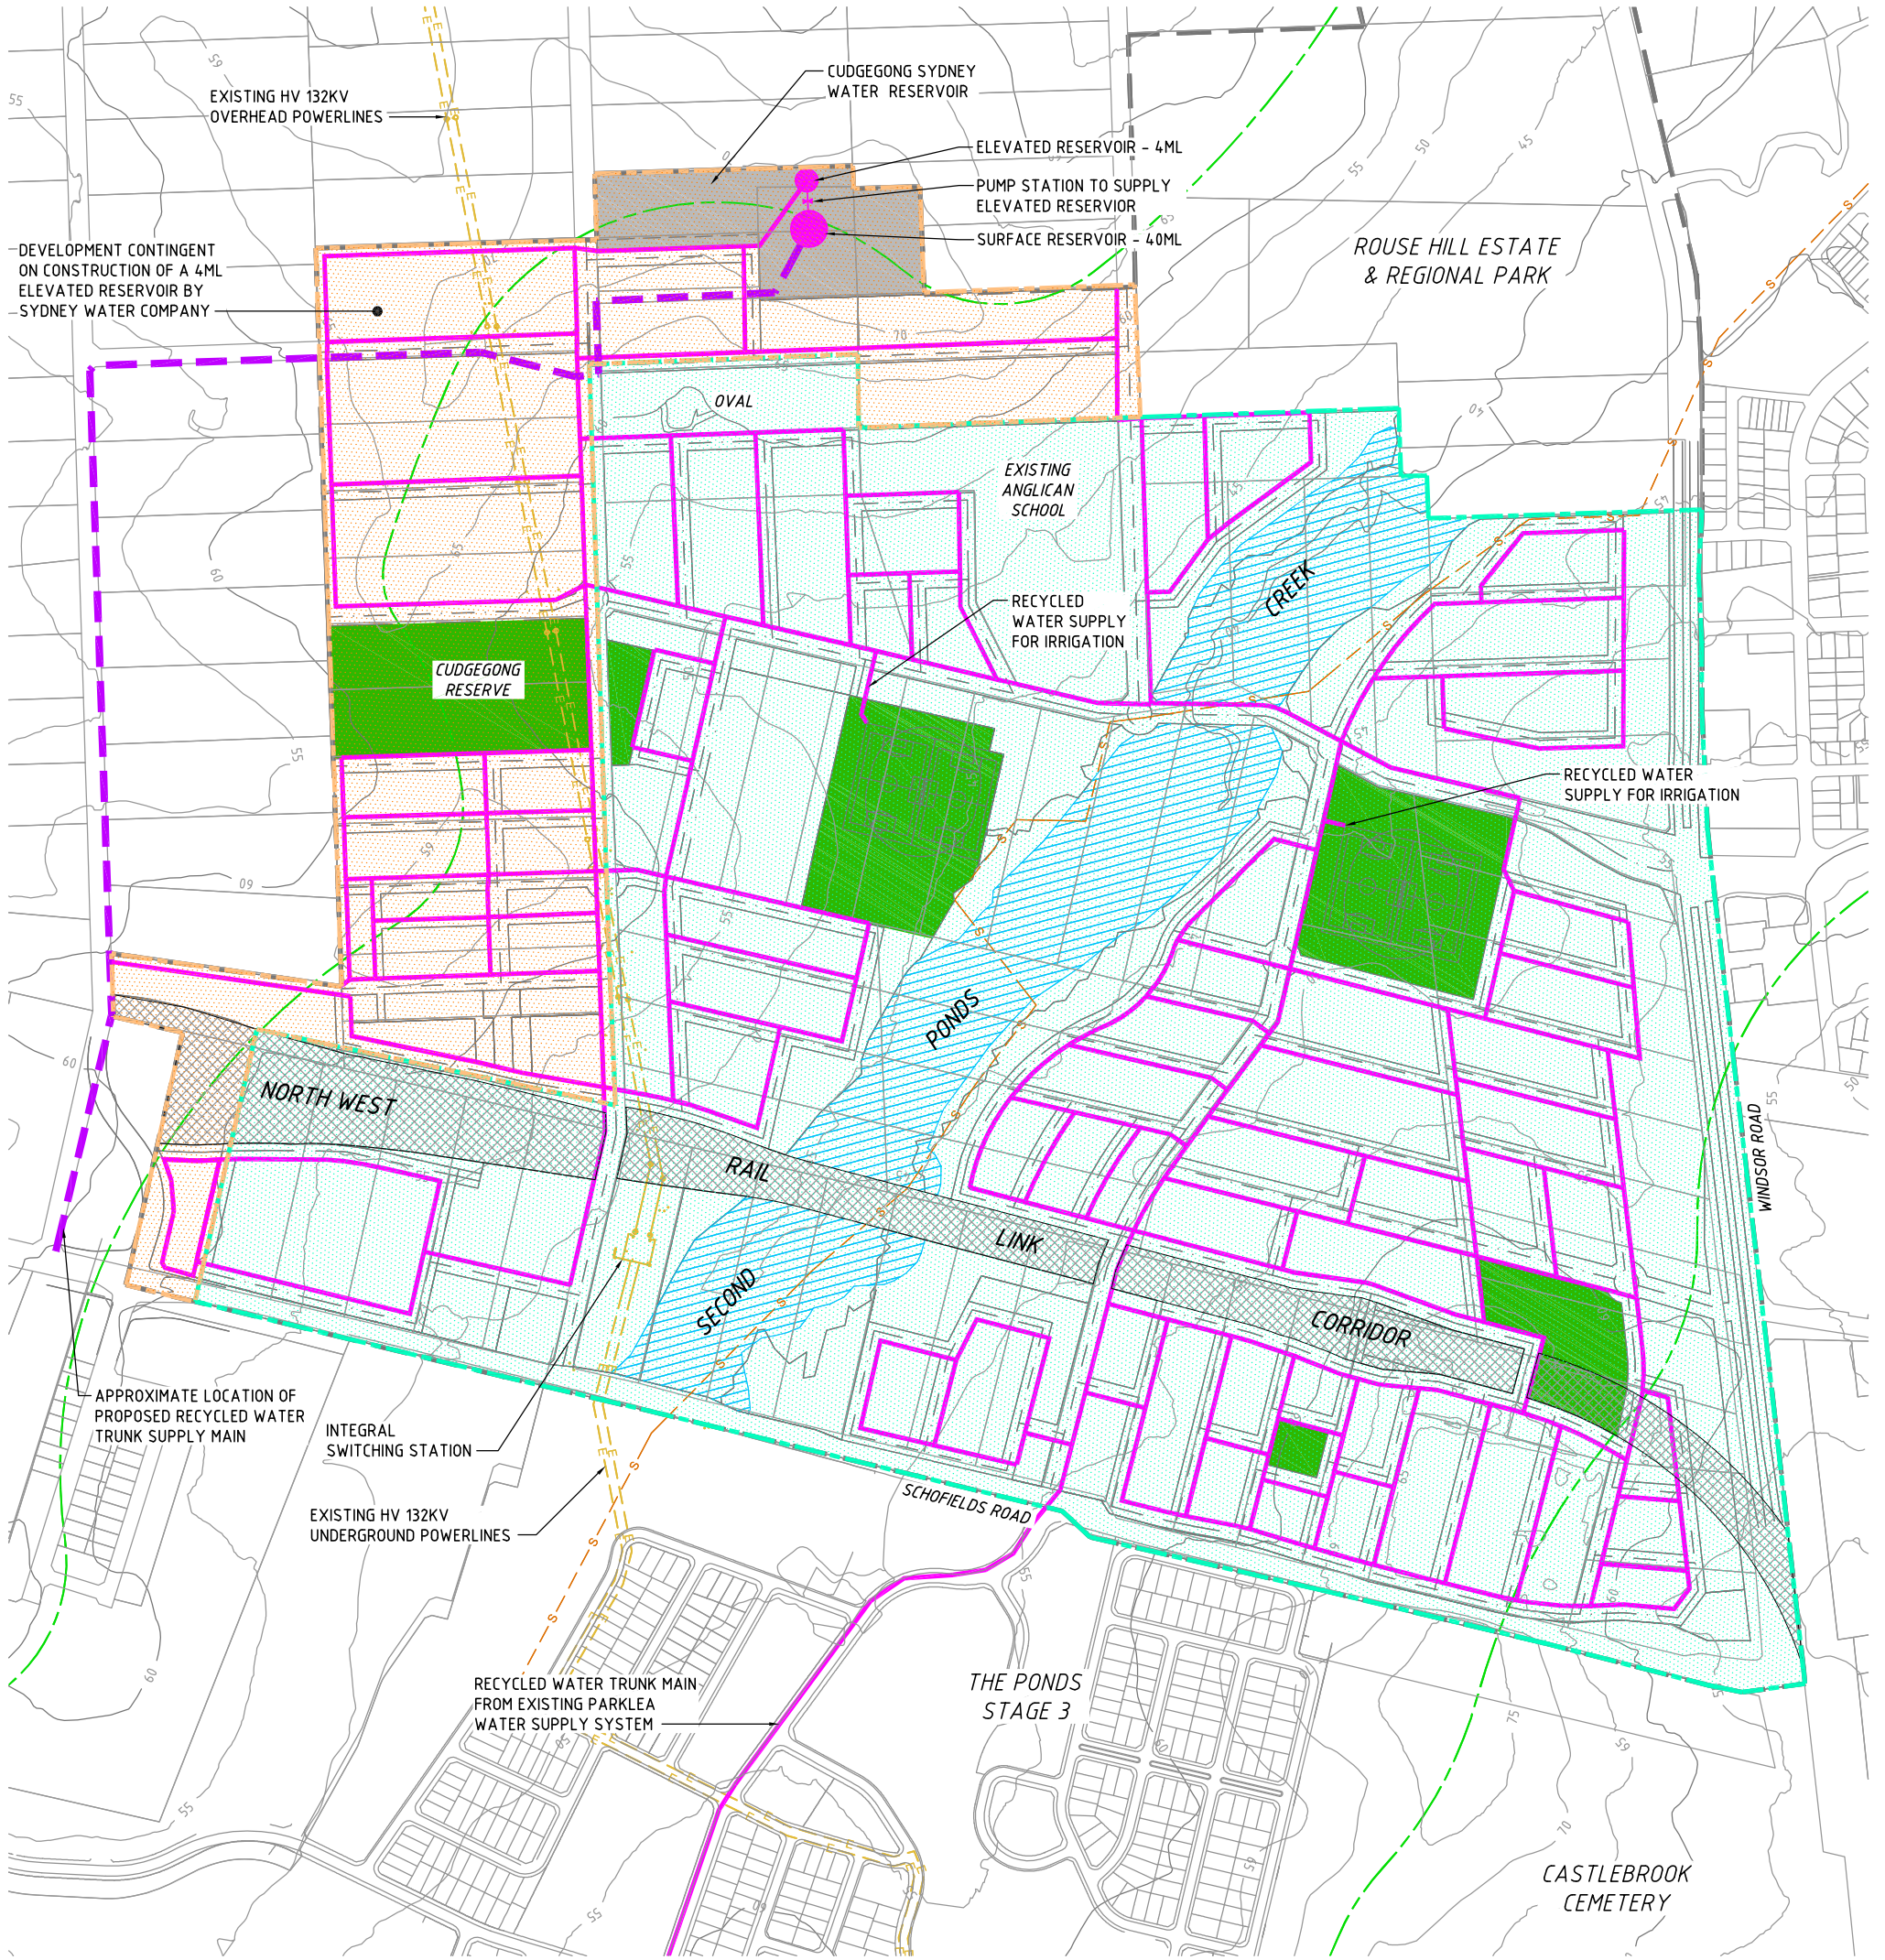 CUDGEGONG SYDNEY
WATER RESERVOIR
EXISTING HV 132KV
OVERHEAD POWERLINES
ELEVATED RESERVOIR - 4ML
PUMP STATION TO SUPPLY
ELEVATED RESERVIOR
SURFACE RESERVOIR - 40ML
DEVELOPMENT CONTINGENT
ON CONSTRUCTION OF A 4ML
ELEVATED RESERVOIR BY
SYDNEY WATER COMPANY
ROUSE HILL ESTATE
& REGIONAL PARK
OVAL
EXISTING
ANGLICAN
SCHOOL
CREEK
RECYCLED
WATER SUPPLY
FOR IRRIGATION
CUDGEGONG
RESERVE
RECYCLED WATER
SUPPLY FOR IRRIGATION
PONDS
NORTH WEST
RAIL
LINK
CORRIDOR
SECOND
WINDSOR ROAD
APPROXIMATE LOCATION OF
PROPOSED RECYCLED WATER
TRUNK SUPPLY MAIN
INTEGRAL
SWITCHING STATION
EXISTING HV 132KV
UNDERGROUND POWERLINES
SCHOFIELDS ROAD
RECYCLED WATER TRUNK MAIN
FROM EXISTING PARKLEA
WATER SUPPLY SYSTEM
THE PONDS
STAGE 3
CASTLEBROOK
CEMETERY